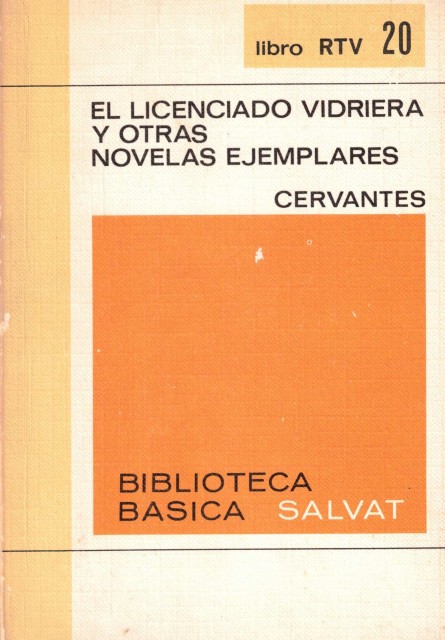 libro RTV 20
EL LICENCIADO VIDRIERA
Y OTRAS
NOVELAS EJEMPLARES
CERVANTES
BIBLIOTECA
BASICA SALVAT